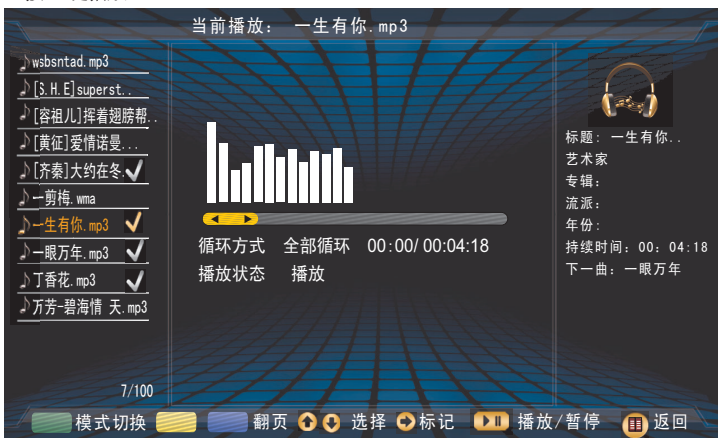 当前播放： 一生有你.mp3
wsbsntad.mp3
[S.H.E]superst..
[容祖儿]挥着翅膀帮..
[黄征]爱情诺曼...
[齐秦]大约在冬.
一剪梅.wma
一生有你.mp3
一眼万年.mp3
丁香花.mp3
万芳-碧海情 天.mp3
7/100
循环方式 全部循环 00:00/ 00:04:18
播放状态 播放
标题： 一生有你..
艺术家
专辑：
流派：
年份：
持续时间：00: 04:18
下一曲：一眼万年
模式切换 翻页 选择 标记 播放/暂停 返回